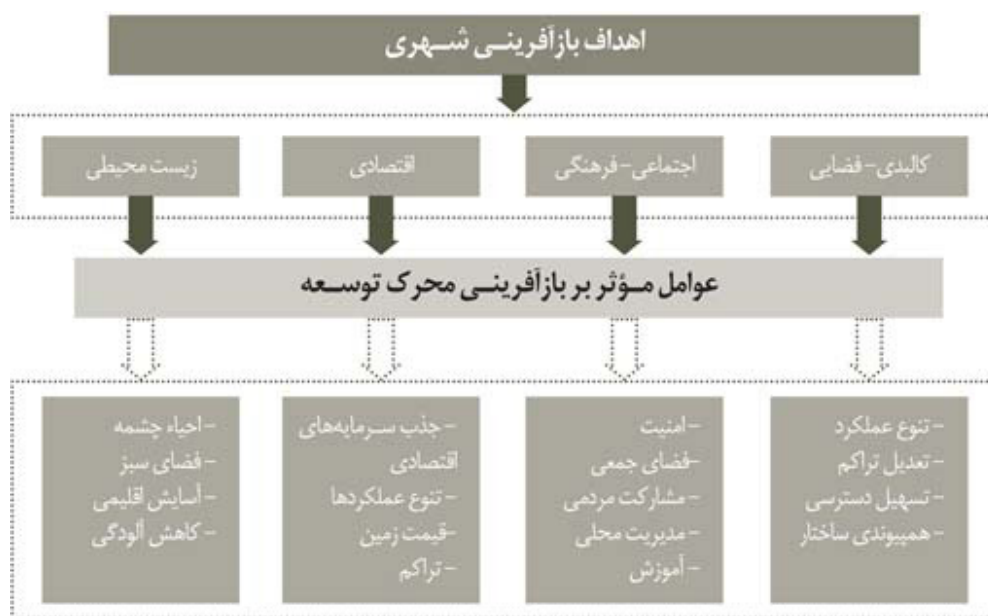 اهداف بازآفرینی شهری
کالبدی-فضایی
اجتماعی-فرهنگی
اقتصادی
زیست محیطی
عوامل مؤثر بر بازآفرینی محرک توسعه
- تنوع عملکرد
- تعدیل تراکم
- تسهیل دسترسی
- همپیوندی ساختار
- امنیت
-فضای جمعی
- مشارکت مردمی
- مدیریت محلی
- آموزش
- جذب سرمایه‌های
اقتصادی
- تنوع عملکردها
- قیمت زمین
- تراکم
- احیاء چشمه
- فضای سبز
- آسایش اقلیمی
- کاهش آلودگی